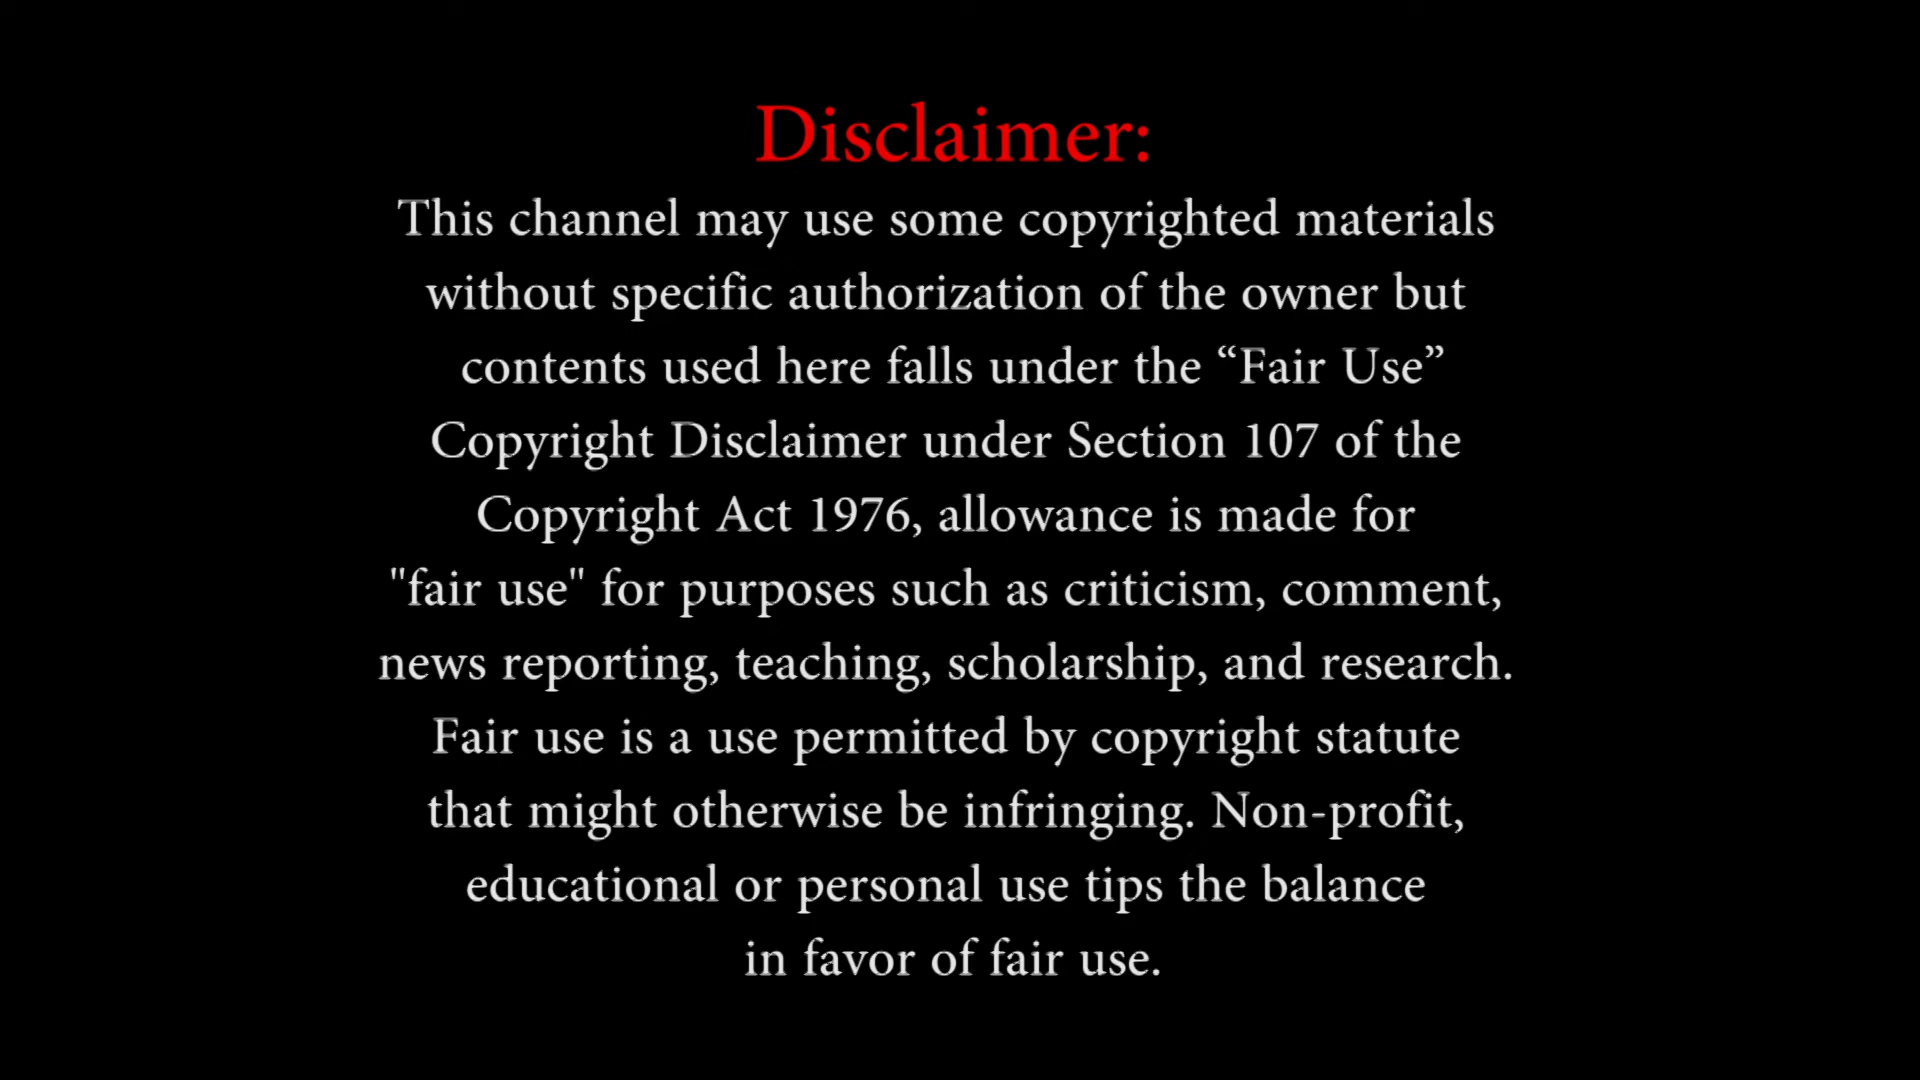 Disclaimer:
This channel may use some copyrighted materials
without specific authorization of the owner but
contents used here falls under the “Fair Use”
Copyright Disclaimer under Section 107 of the
Copyright Act 1976, allowance is made for
"fair use" for purposes such as criticism, comment,
news reporting, teaching, scholarship, and research.
Fair use is a use permitted by copyright statute
that might otherwise be infringing. Non-profit,
educational or personal use tips the balance
in favor of fair use.